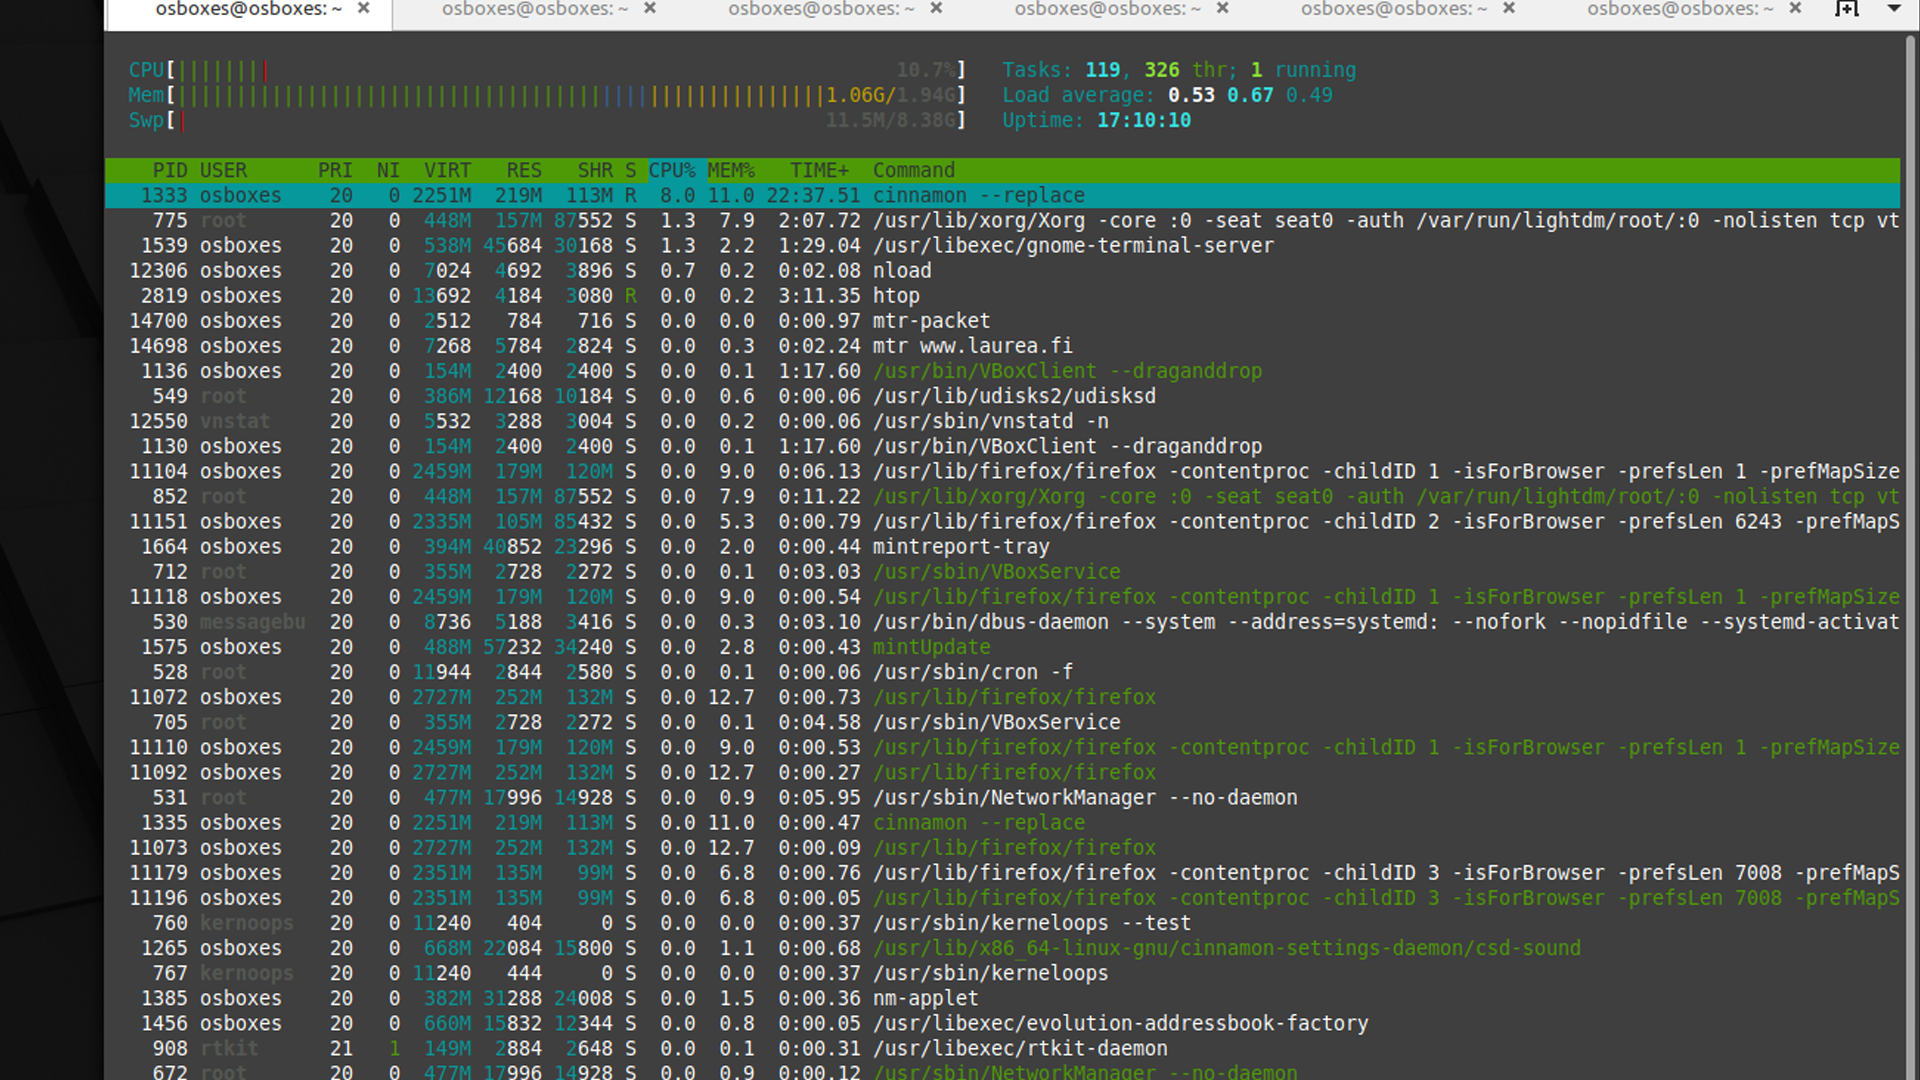 osboxes@osboxes: ~ × osboxes@osboxes: ~ × osboxes@osboxes: ~ × osboxes@osboxes: ~ × osboxes@osboxes: ~ × osboxes@osboxes: ~ ×
CPU[|||||||| 10.7%] Tasks: 119, 326 thr; 1 running
Mem[||||||||||||||||||||||||||||||||||||||||||||||||||||||1.06G/1.94G] Load average: 0.53 0.67 0.49
Swp[| 11.5M/8.38G] Uptime: 17:10:10
PID USER PRI NI VIRT RES SHR S CPU% MEM% TIME+ Command
1333 osboxes 20 0 2251M 219M 113M R 8.0 11.0 22:37.51 cinnamon --replace
775 root 20 0 448M 157M 87552 S 1.3 7.9 2:07.72 /usr/lib/xorg/Xorg -core :0 -seat seat0 -auth /var/run/lightdm/root/:0 -nolisten tcp vt
1539 osboxes 20 0 538M 45684 30168 S 1.3 2.2 1:29.04 /usr/libexec/gnome-terminal-server
12306 osboxes 20 0 7024 4692 3896 S 0.7 0.2 0:02.08 nload
2819 osboxes 20 0 13692 4184 3080 R 0.0 0.2 3:11.35 htop
14700 osboxes 20 0 2512 784 716 S 0.0 0.0 0:00.97 mtr-packet
14698 osboxes 20 0 7268 5784 2824 S 0.0 0.3 0:02.24 mtr www.laurea.fi
1136 osboxes 20 0 154M 2400 2400 S 0.0 0.1 1:17.60 /usr/bin/VBoxClient --draganddrop
549 root 20 0 386M 12168 10184 S 0.0 0.6 0:00.06 /usr/lib/udisks2/udisksd
12550 vnstat 20 0 5532 3288 3004 S 0.0 0.2 0:00.06 /usr/sbin/vnstatd -n
1130 osboxes 20 0 154M 2400 2400 S 0.0 0.1 1:17.60 /usr/bin/VBoxClient --draganddrop
11104 osboxes 20 0 2459M 179M 120M S 0.0 9.0 0:06.13 /usr/lib/firefox/firefox -contentproc -childID 1 -isForBrowser -prefsLen 1 -prefMapSize
852 root 20 0 448M 157M 87552 S 0.0 7.9 0:11.22 /usr/lib/xorg/Xorg -core :0 -seat seat0 -auth /var/run/lightdm/root/:0 -nolisten tcp vt
11151 osboxes 20 0 2335M 105M 85432 S 0.0 5.3 0:00.79 /usr/lib/firefox/firefox -contentproc -childID 2 -isForBrowser -prefsLen 6243 -prefMapS
1664 osboxes 20 0 394M 40852 23296 S 0.0 2.0 0:00.44 mintreport-tray
712 root 20 0 355M 2728 2272 S 0.0 0.1 0:03.03 /usr/sbin/VBoxService
11118 osboxes 20 0 2459M 179M 120M S 0.0 9.0 0:00.54 /usr/lib/firefox/firefox -contentproc -childID 1 -isForBrowser -prefsLen 1 -prefMapSize
530 messagebu 20 0 8736 5188 3416 S 0.0 0.3 0:03.10 /usr/bin/dbus-daemon --system --address=systemd: --nofork --nopidfile --systemd-activat
1575 osboxes 20 0 488M 57232 34240 S 0.0 2.8 0:00.43 mintUpdate
528 root 20 0 11944 2844 2580 S 0.0 0.1 0:00.06 /usr/sbin/cron -f
11072 osboxes 20 0 2727M 252M 132M S 0.0 12.7 0:00.73 /usr/lib/firefox/firefox
705 root 20 0 355M 2728 2272 S 0.0 0.1 0:04.58 /usr/sbin/VBoxService
11110 osboxes 20 0 2459M 179M 120M S 0.0 9.0 0:00.53 /usr/lib/firefox/firefox -contentproc -childID 1 -isForBrowser -prefsLen 1 -prefMapSize
11092 osboxes 20 0 2727M 252M 132M S 0.0 12.7 0:00.27 /usr/lib/firefox/firefox
531 root 20 0 477M 17996 14928 S 0.0 0.9 0:05.95 /usr/sbin/NetworkManager --no-daemon
1335 osboxes 20 0 2251M 219M 113M S 0.0 11.0 0:00.47 cinnamon --replace
11073 osboxes 20 0 2727M 252M 132M S 0.0 12.7 0:00.09 /usr/lib/firefox/firefox
11179 osboxes 20 0 2351M 135M 99M S 0.0 6.8 0:00.76 /usr/lib/firefox/firefox -contentproc -childID 3 -isForBrowser -prefsLen 7008 -prefMapS
11196 osboxes 20 0 2351M 135M 99M S 0.0 6.8 0:00.05 /usr/lib/firefox/firefox -contentproc -childID 3 -isForBrowser -prefsLen 7008 -prefMapS
760 kernoops 20 0 11240 404 0 S 0.0 0.0 0:00.37 /usr/sbin/kerneloops --test
1265 osboxes 20 0 668M 22084 15800 S 0.0 1.1 0:00.68 /usr/lib/x86_64-linux-gnu/cinnamon-settings-daemon/csd-sound
767 kernoops 20 0 11240 444 0 S 0.0 0.0 0:00.37 /usr/sbin/kerneloops
1385 osboxes 20 0 382M 31288 24008 S 0.0 1.5 0:00.36 nm-applet
1456 osboxes 20 0 660M 15832 12344 S 0.0 0.8 0:00.05 /usr/libexec/evolution-addressbook-factory
908 rtkit 21 1 149M 2884 2648 S 0.0 0.1 0:00.31 /usr/libexec/rtkit-daemon
672 root 20 0 477M 17996 14928 S 0.0 0.9 0:00.12 /usr/sbin/NetworkManager --no-daemon